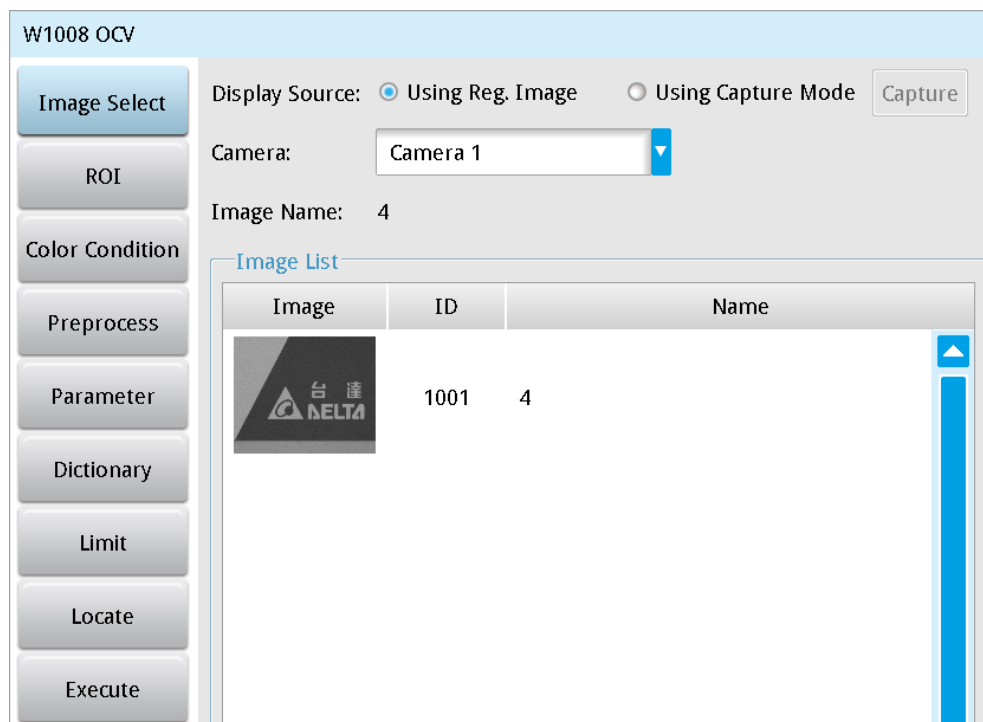 W1008 OCV
Image Select
ROI
Color Condition
Preprocess
Parameter
Dictionary
Limit
Locate
Execute
Display Source: Using Reg. Image Using Capture Mode Capture
Camera: Camera 1
Image Name: 4
Image List
Image ID Name
台達
DELTA
1001 4